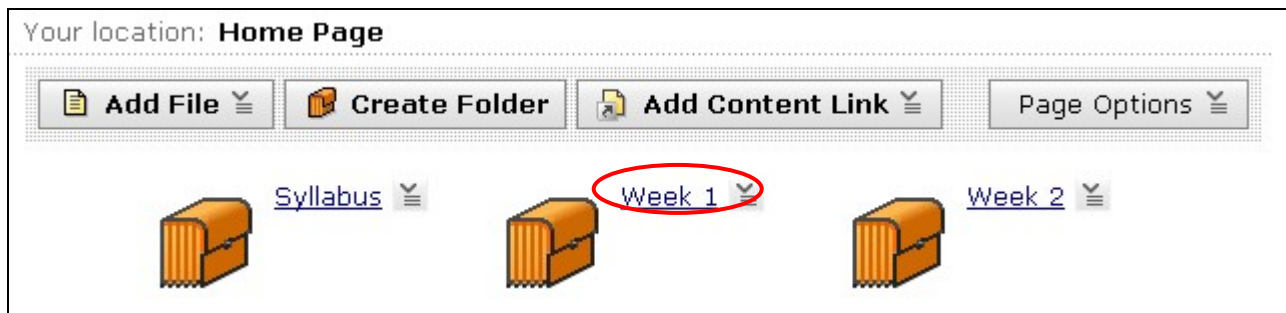 Your location: Home Page
Add File Create Folder Add Content Link Page Options
Syllabus Week 1 Week 2